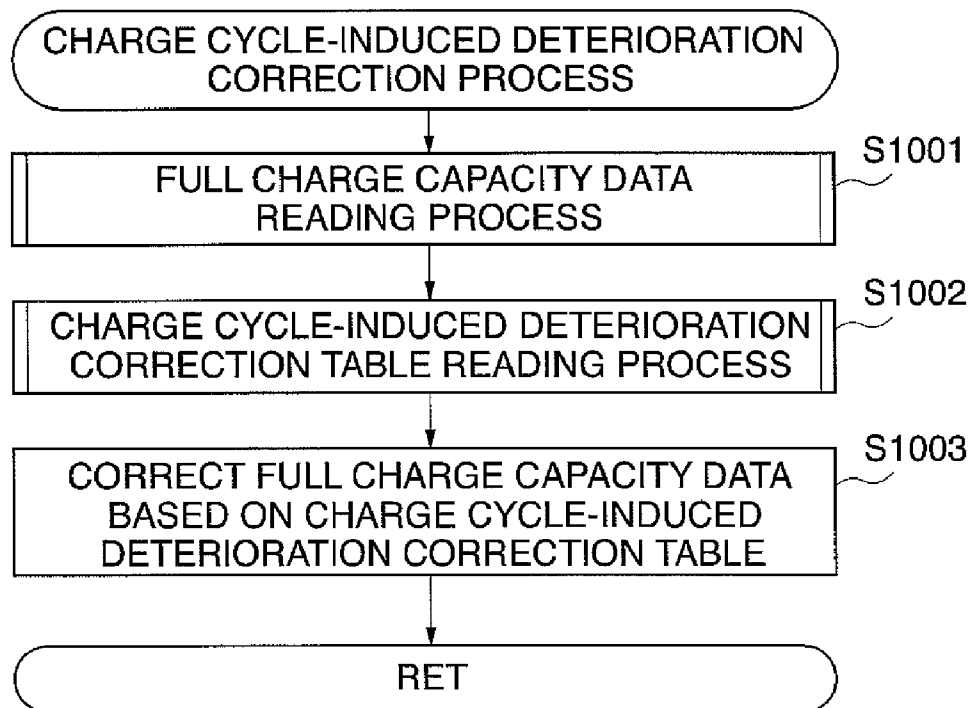 CHARGE CYCLE-INDUCED DETERIORATION
CORRECTION PROCESS
S1001
FULL CHARGE CAPACITY DATA
READING PROCESS
S1002
CHARGE CYCLE-INDUCED DETERIORATION
CORRECTION TABLE READING PROCESS
S1003
CORRECT FULL CHARGE CAPACITY DATA
BASED ON CHARGE CYCLE-INDUCED
DETERIORATION CORRECTION TABLE
RET